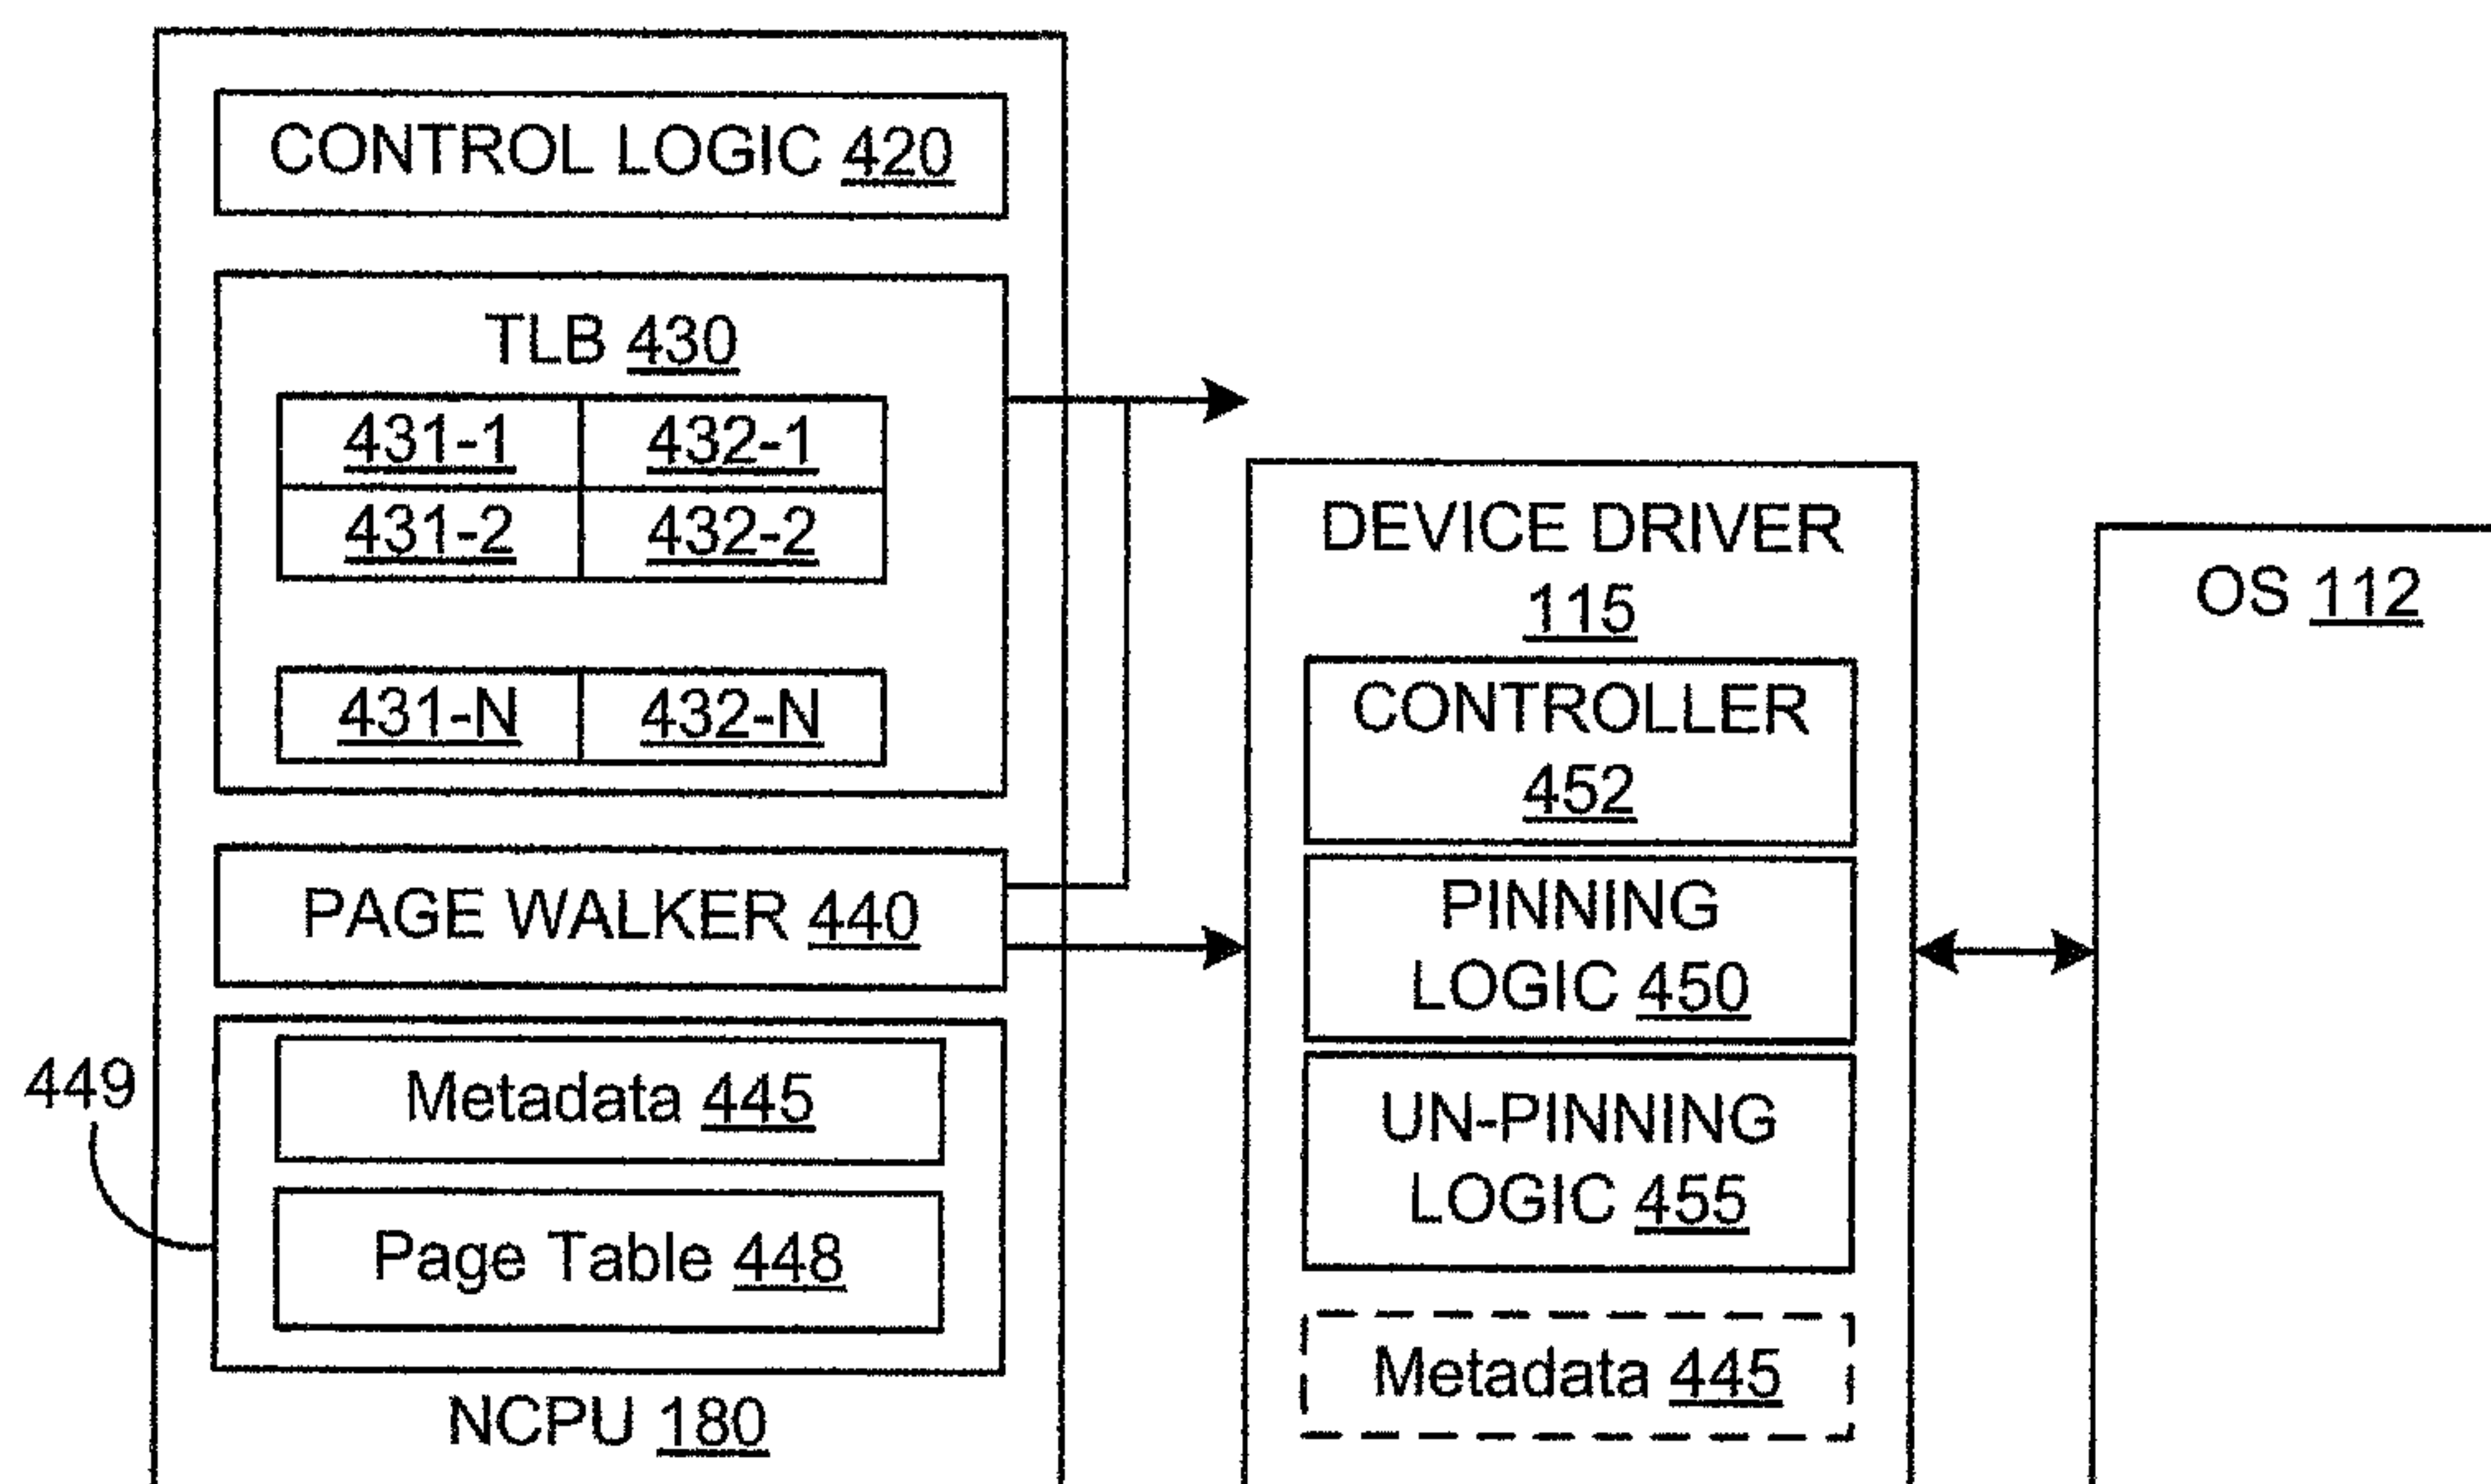 CONTROL LOGIC 420
TLB 430
431-1 432-1
431-2 432-2
431-N 432-N
PAGE WALKER 440
449
Metadata 445
Page Table 448
NCPU 180
DEVICE DRIVER
115
CONTROLLER
452
PINNING
LOGIC 450
UN-PINNING
LOGIC 455
Metadata 445
OS 112